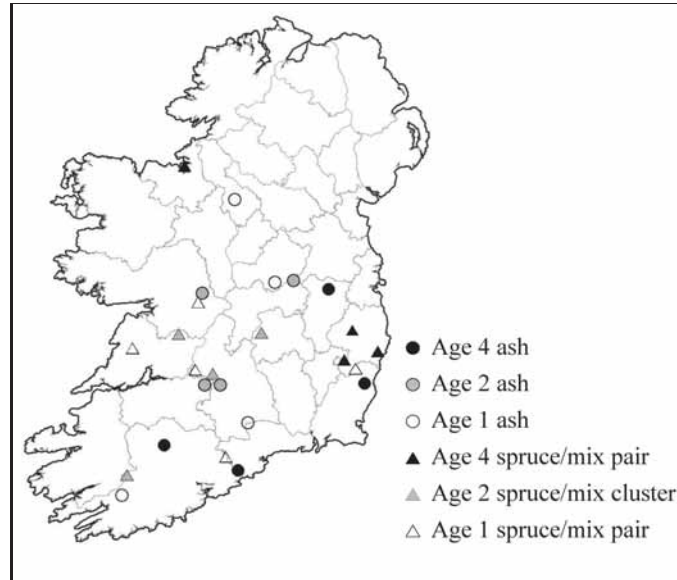 Age 4 ash
Age 2 ash
Age 1 ash
Age 4 spruce/mix pair
Age 2 spruce/mix cluster
Age 1 spruce/mix pair